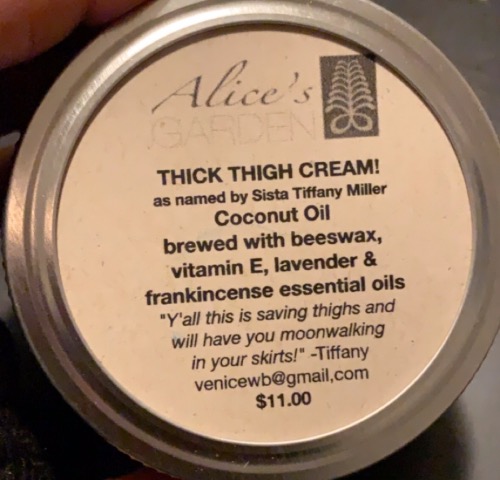 Alice's
GARDEN
THICK THIGH CREAM!
as named by Sista Tiffany Miller
Coconut Oil
brewed with beeswax,
vitamin E, lavender &
frankincense essential oils
"Y'all this is saving thighs and
will have you moonwalking
in your skirts!" -Tiffany
venicewb@gmail,com
$11.00